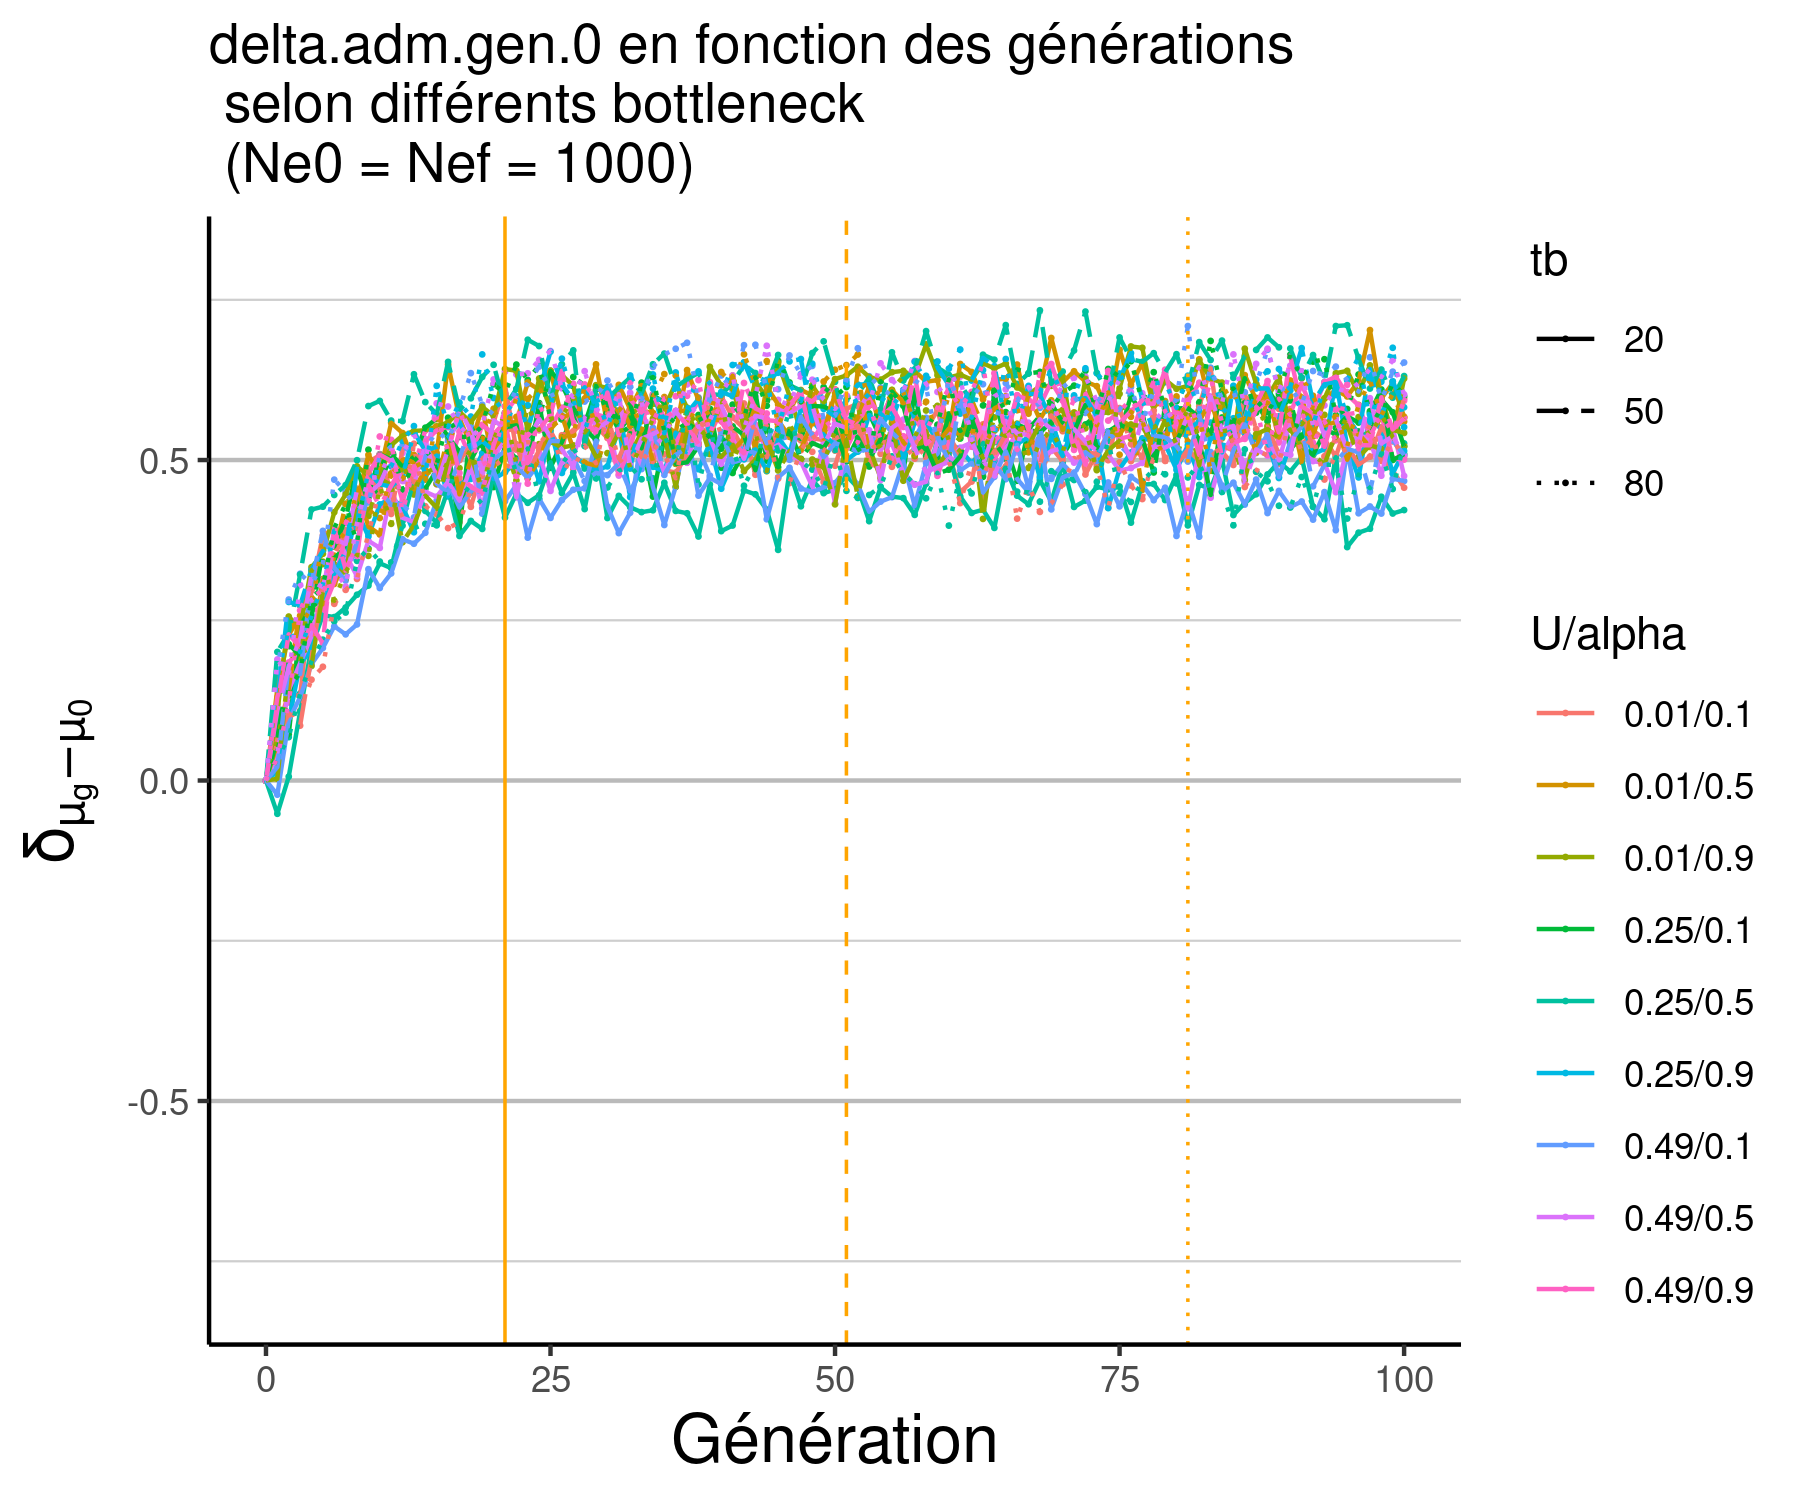 delta.adm.gen.0 en fonction des générations
selon différents bottleneck
(Ne0 = Nef = 1000)
δμg−μ0
0.5
0.0
-0.5
0
25
50
75
100
Génération
tb
20
50
80
U/alpha
0.01/0.1
0.01/0.5
0.01/0.9
0.25/0.1
0.25/0.5
0.25/0.9
0.49/0.1
0.49/0.5
0.49/0.9